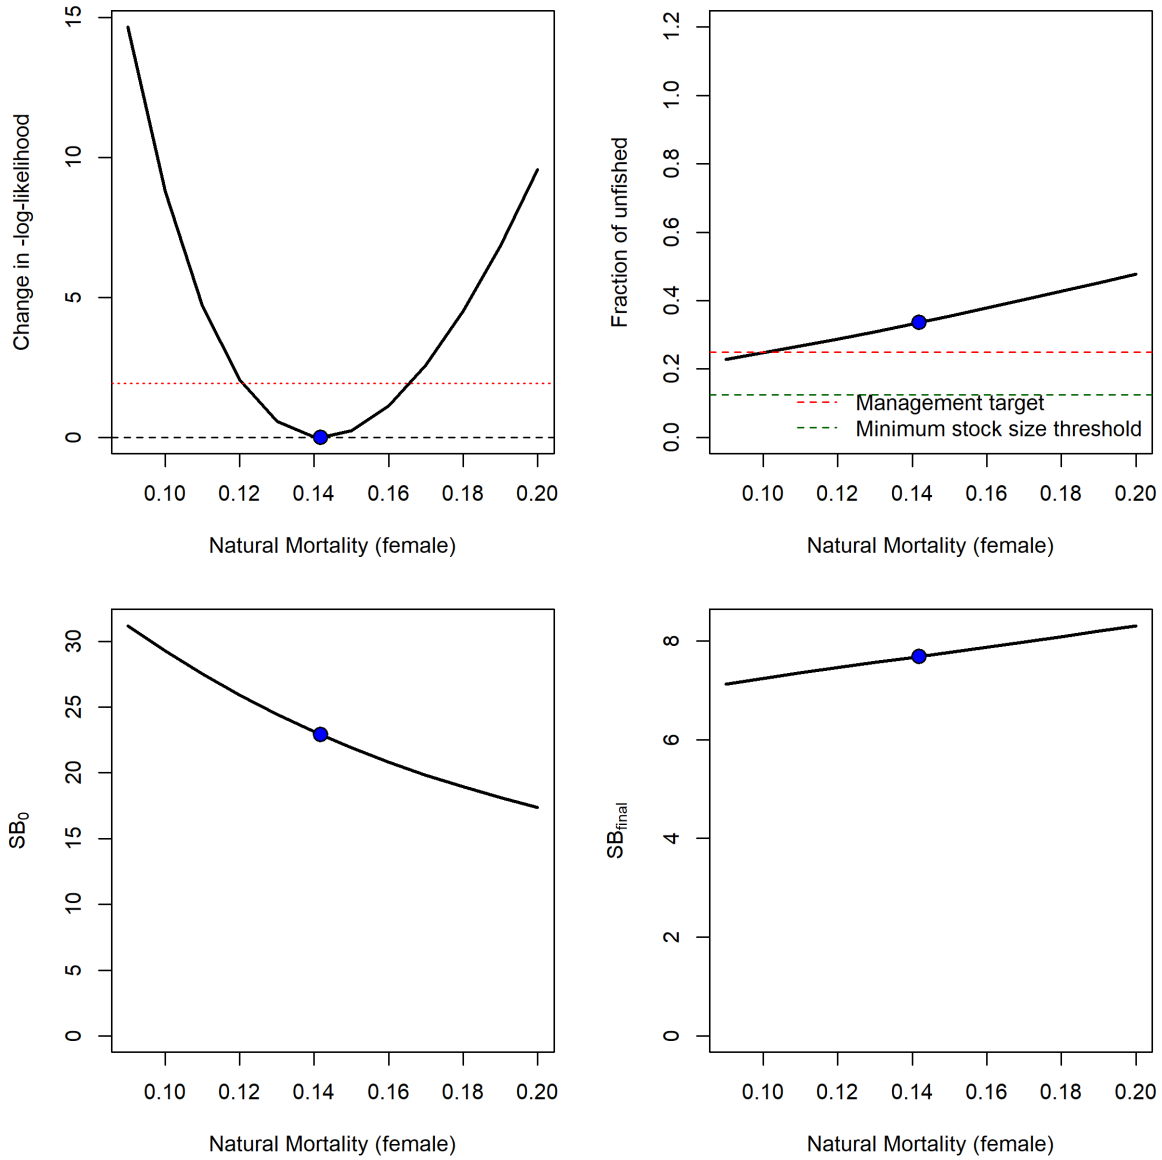 Change in -log-likelihood
0
5
10
15
0.10 0.12 0.14 0.16 0.18 0.20
Natural Mortality (female)
Fraction of unfished
0.0
0.2
0.4
0.6
0.8
1.0
1.2
Management target
Minimum stock size threshold
0.10 0.12 0.14 0.16 0.18 0.20
Natural Mortality (female)
SB0
0
5
10
15
20
25
30
0.10 0.12 0.14 0.16 0.18 0.20
Natural Mortality (female)
SBfinal
0
2
4
6
8
0.10 0.12 0.14 0.16 0.18 0.20
Natural Mortality (female)